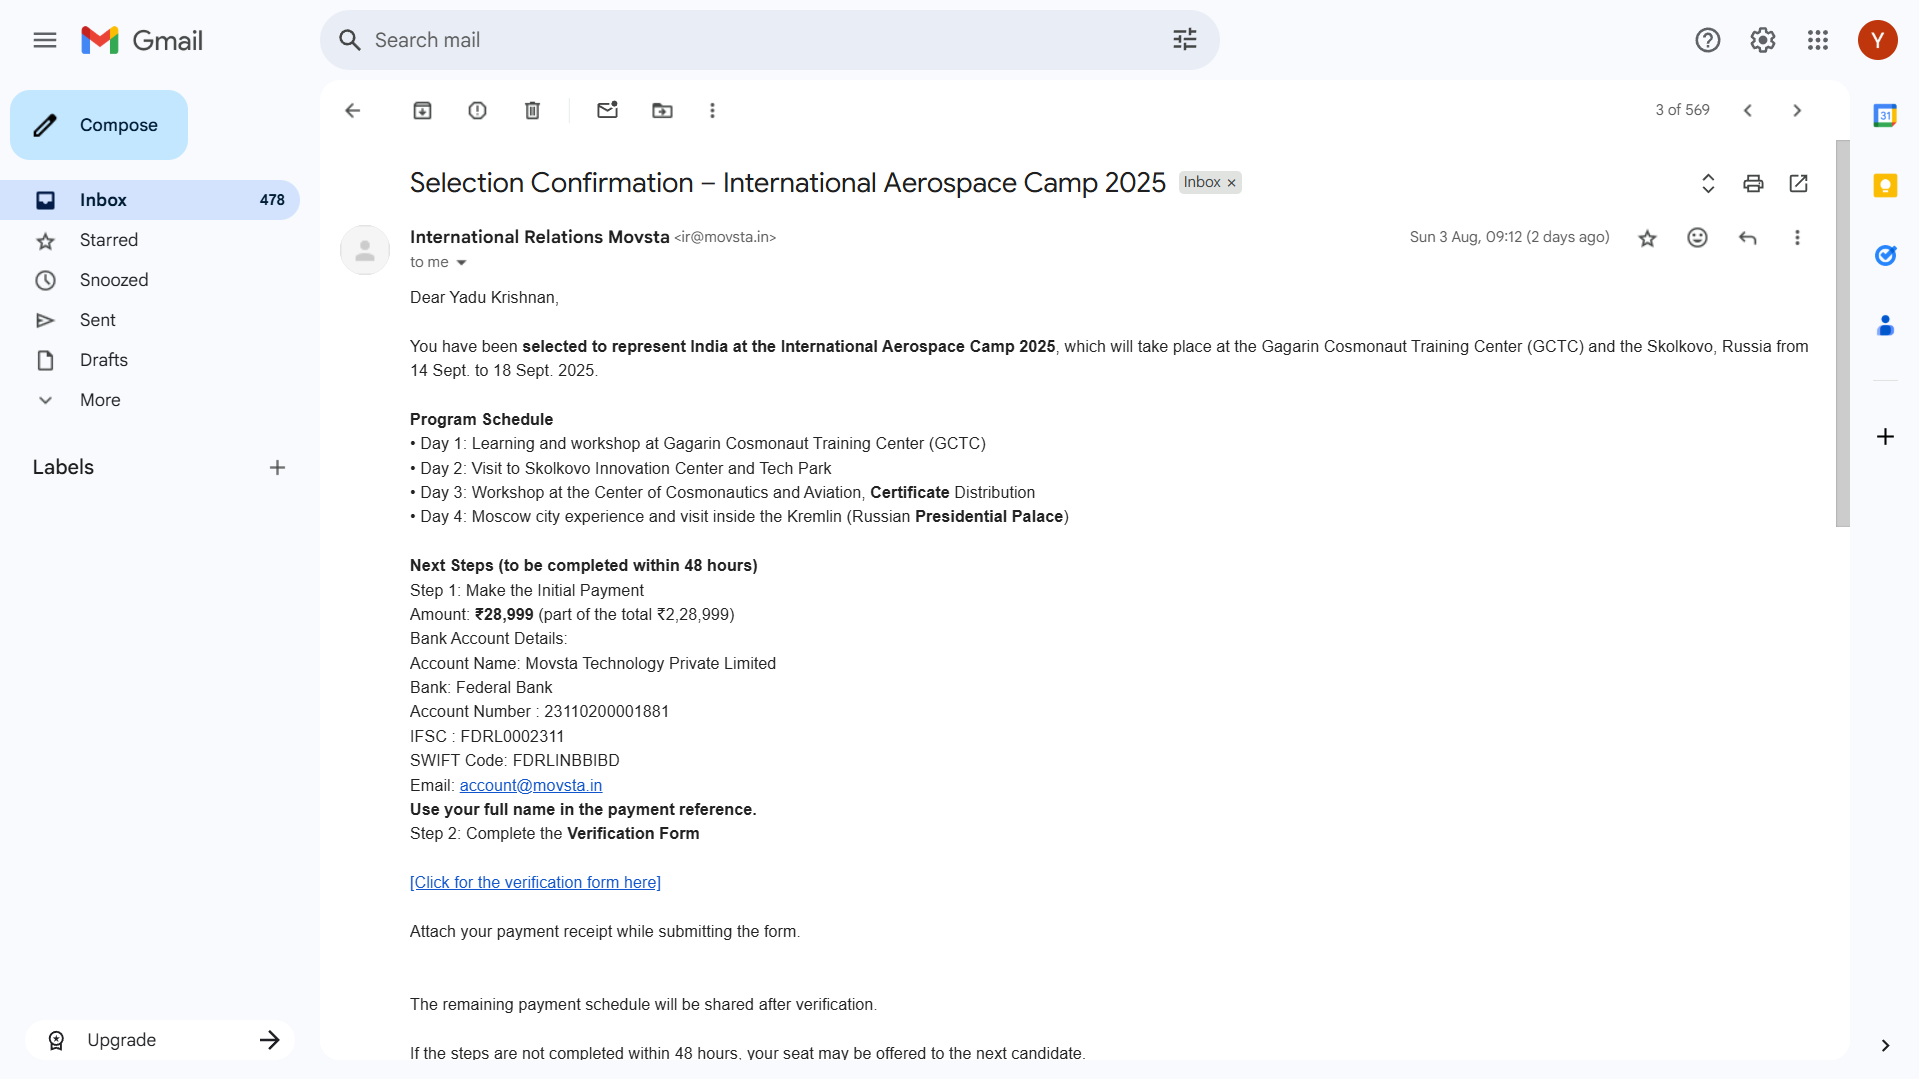 Gmail
Search mail
Y
Compose
3 of 569
31
Inbox 478
Starred
Snoozed
Sent
Drafts
More
Labels
Upgrade
Selection Confirmation – International Aerospace Camp 2025 Inbox ×
International Relations Movsta <ir@movsta.in> Sun 3 Aug, 09:12 (2 days ago)
to me
Dear Yadu Krishnan,
You have been selected to represent India at the International Aerospace Camp 2025, which will take place at the Gagarin Cosmonaut Training Center (GCTC) and the Skolkovo, Russia from
14 Sept. to 18 Sept. 2025.
Program Schedule
• Day 1: Learning and workshop at Gagarin Cosmonaut Training Center (GCTC)
• Day 2: Visit to Skolkovo Innovation Center and Tech Park
• Day 3: Workshop at the Center of Cosmonautics and Aviation, Certificate Distribution
• Day 4: Moscow city experience and visit inside the Kremlin (Russian Presidential Palace)
Next Steps (to be completed within 48 hours)
Step 1: Make the Initial Payment
Amount: ₹28,999 (part of the total ₹2,28,999)
Bank Account Details:
Account Name: Movsta Technology Private Limited
Bank: Federal Bank
Account Number : 23110200001881
IFSC : FDRL0002311
SWIFT Code: FDRLINBBIBD
Email: account@movsta.in
Use your full name in the payment reference.
Step 2: Complete the Verification Form
[Click for the verification form here]
Attach your payment receipt while submitting the form.
The remaining payment schedule will be shared after verification.
If the steps are not completed within 48 hours, your seat may be offered to the next candidate.